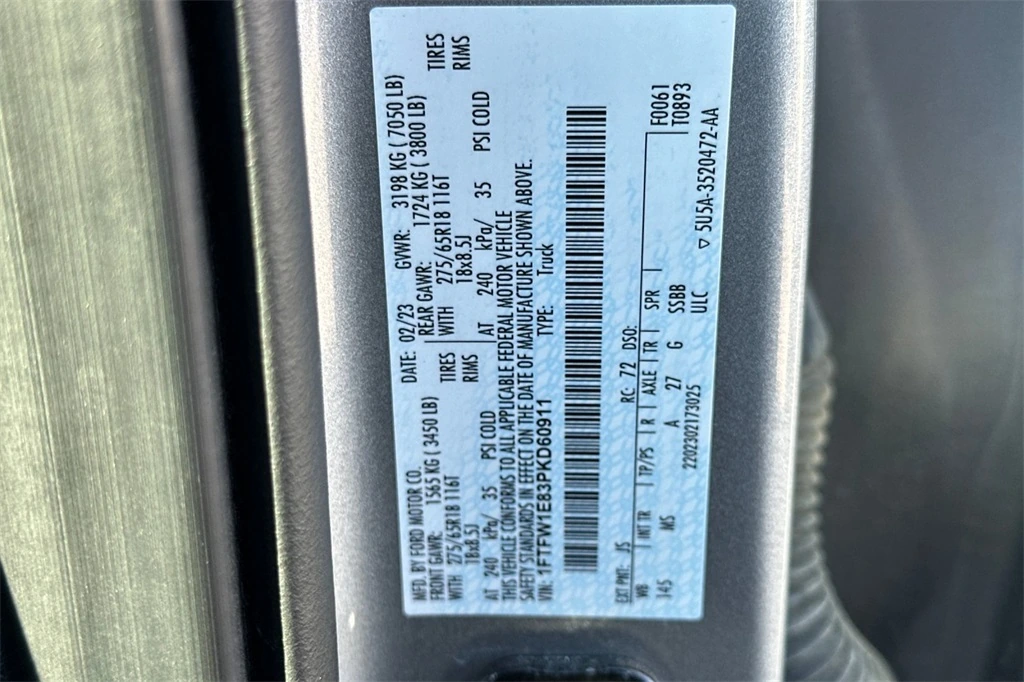 MFD. BY FORD MOTOR CO.
DATE: 02/23 GVWR: 3198 KG ( 7050 LB)
FRONT GAWR: 1565 KG ( 3450 LB) REAR GAWR: 1724 KG ( 3800 LB)
WITH 275/65R18 116T TIRES WITH 275/65R18 116T TIRES
18x8.5J RIMS 18x8.5J RIMS
AT 240 kPa/ 35 PSI COLD AT 240 kPa/ 35 PSI COLD
THIS VEHICLE CONFORMS TO ALL APPLICABLE FEDERAL MOTOR VEHICLE
SAFETY STANDARDS IN EFFECT ON THE DATE OF MANUFACTURE SHOWN ABOVE.
VIN: 1FTFW1E83PKD60911 TYPE: Truck
EXT PNT: JS RC: 72 DSO: F0061
WB INT TR TP/PS R AXLE TR SPR T0893
145 MS A 27 G SSBB
2202302173025 ULC ▽ 5U5A-3520472-AA